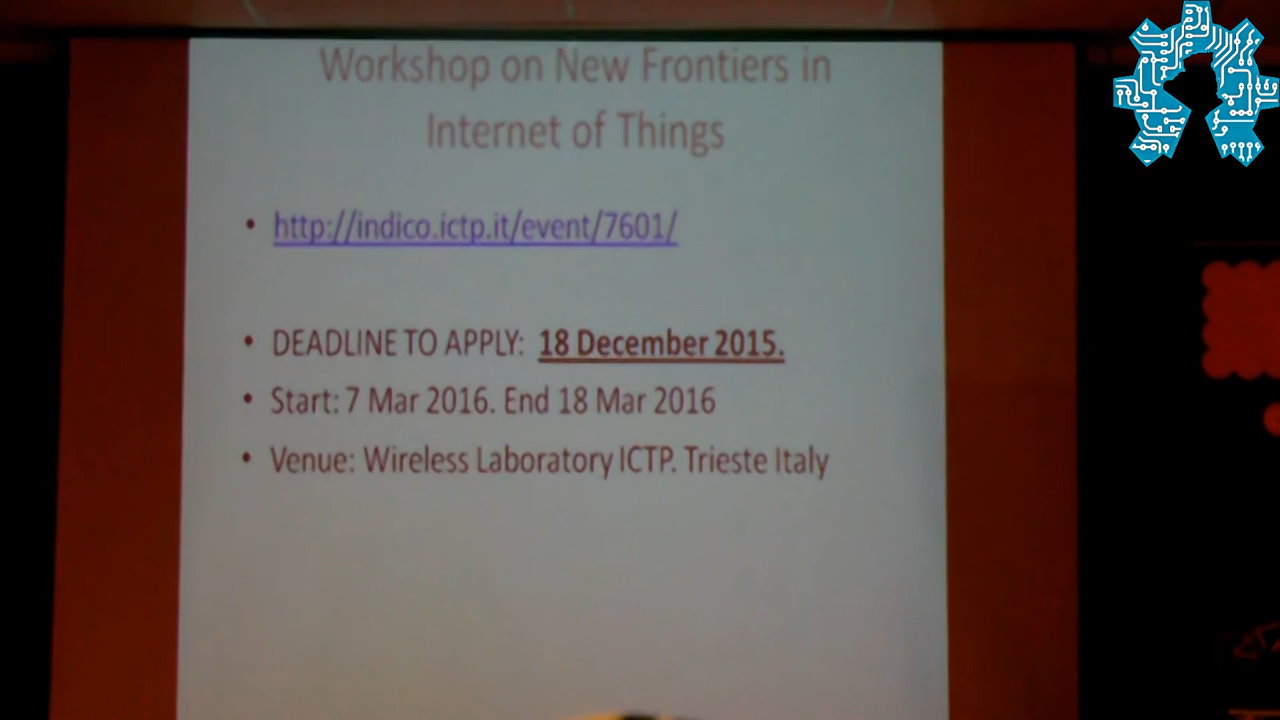 Workshop on New Frontiers in
Internet of Things
• http://indico.ictp.it/event/7601/
• DEADLINE TO APPLY: 18 December 2015.
• Start: 7 Mar 2016. End 18 Mar 2016
• Venue: Wireless Laboratory ICTP. Trieste Italy